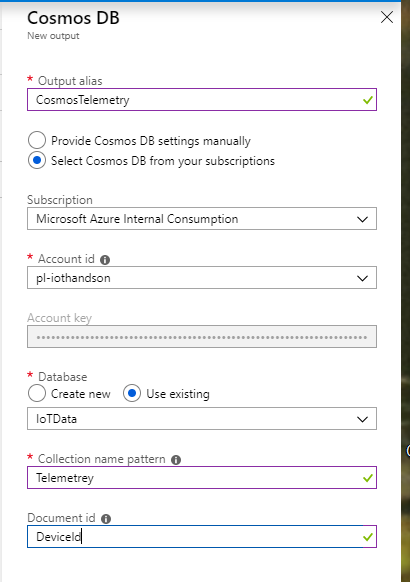 Cosmos DB
New output
* Output alias
CosmosTelemetry
Provide Cosmos DB settings manually
Select Cosmos DB from your subscriptions
Subscription
Microsoft Azure Internal Consumption
* Account id
pl-iothandson
Account key
* Database
Create new Use existing
IoTData
* Collection name pattern
Telemetrey
Document id
DeviceId